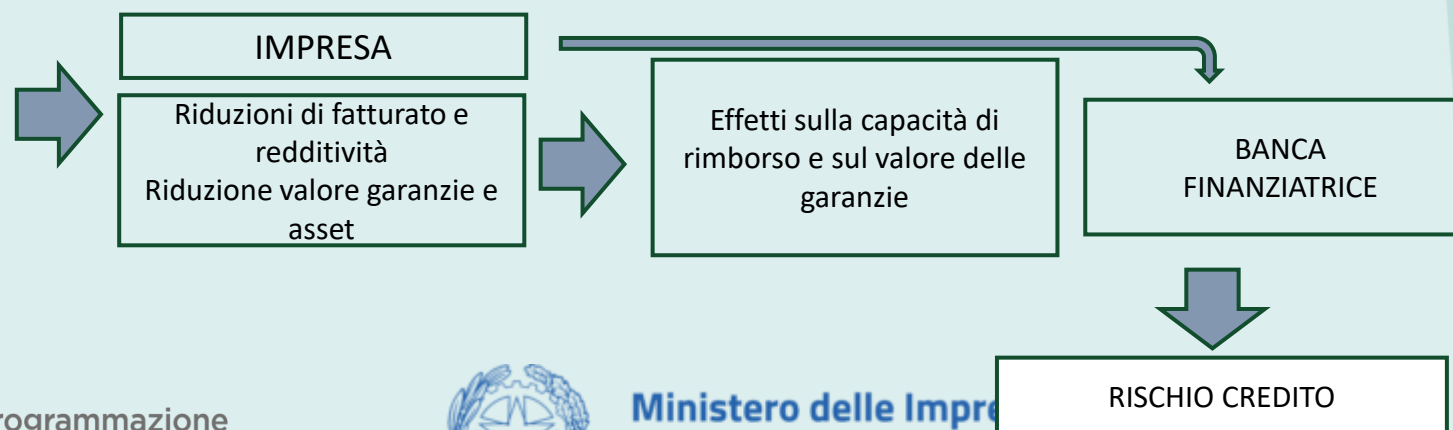 IMPRESA
Riduzioni di fatturato e
redditività
Riduzione valore garanzie e
asset
Effetti sulla capacità di
rimborso e sul valore delle
garanzie
BANCA
FINANZIATRICE
RISCHIO CREDITO
Ministero delle Impre
rogrammazione